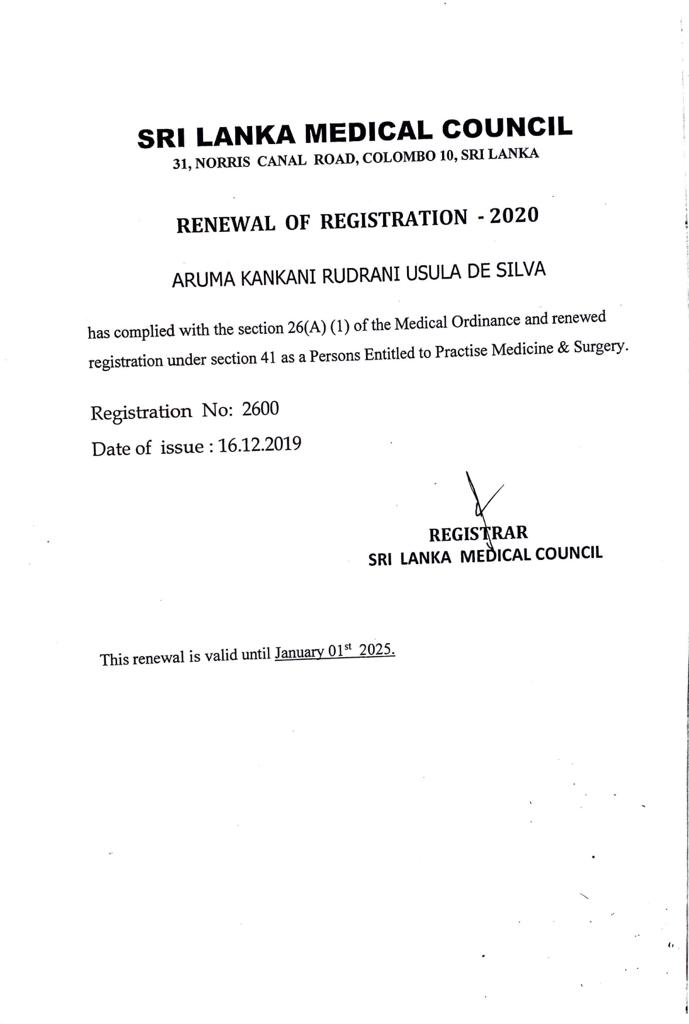 SRI LANKA MEDICAL COUNCIL
31, NORRIS CANAL ROAD, COLOMBO 10, SRI LANKA
RENEWAL OF REGISTRATION - 2020
ARUMA KANKANI RUDRANI USULA DE SILVA
has complied with the section 26(A) (1) of the Medical Ordinance and renewed
registration under section 41 as a Persons Entitled to Practise Medicine & Surgery.
Registration No: 2600
Date of issue : 16.12.2019
REGISTRAR
SRI LANKA MEDICAL COUNCIL
This renewal is valid until January 01st 2025.